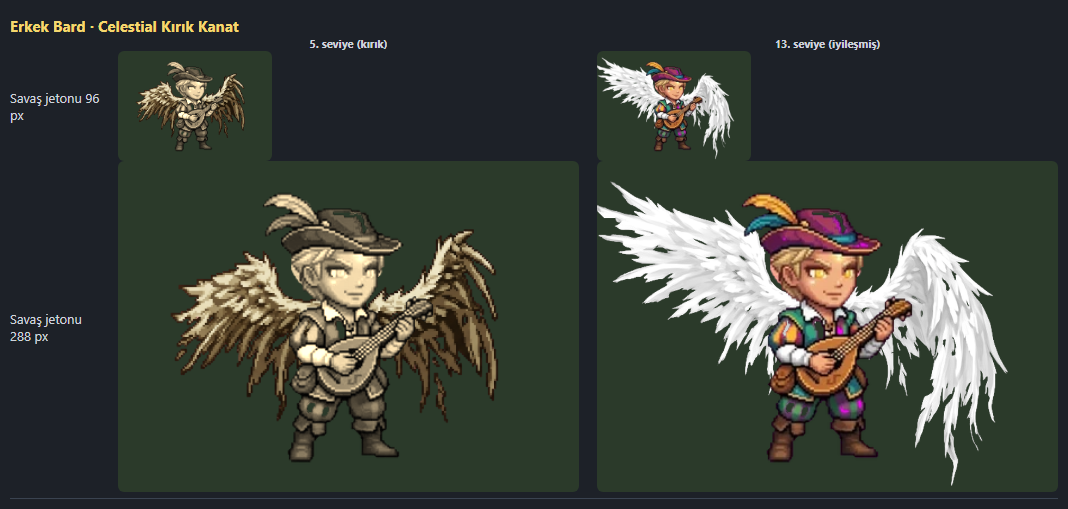 Erkek Bard · Celestial Kırık Kanat
5. seviye (kırık)
13. seviye (iyileşmiş)
Savaş jetonu 96
px
Savaş jetonu
288 px